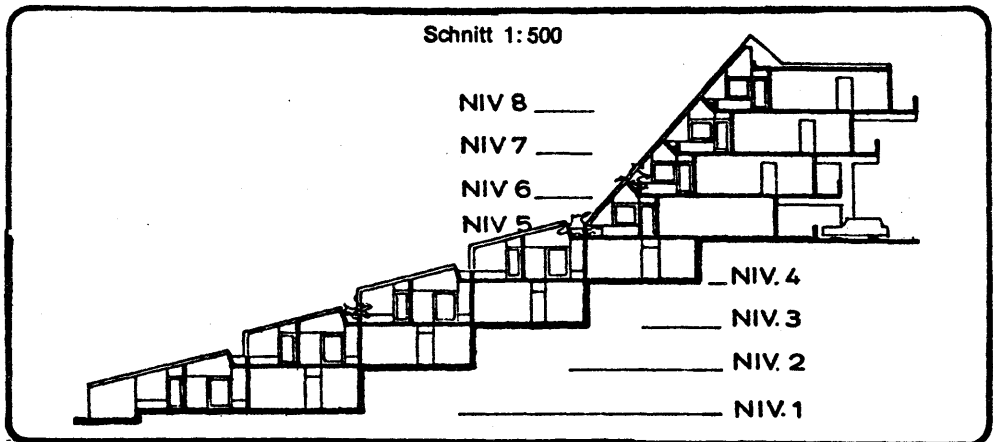 Schnitt 1:500
NIV 8
NIV 7
NIV 6
NIV 5
NIV. 4
NIV. 3
NIV. 2
NIV. 1